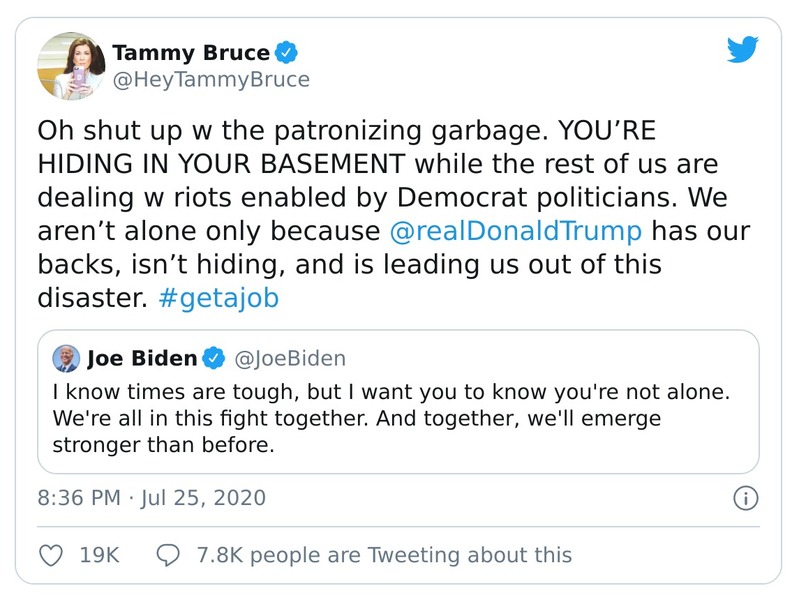 Tammy Bruce
@HeyTammyBruce
Oh shut up w the patronizing garbage. YOU’RE
HIDING IN YOUR BASEMENT while the rest of us are
dealing w riots enabled by Democrat politicians. We
aren’t alone only because @realDonaldTrump has our
backs, isn’t hiding, and is leading us out of this
disaster. #getajob
Joe Biden @JoeBiden
I know times are tough, but I want you to know you're not alone.
We're all in this fight together. And together, we'll emerge
stronger than before.
8:36 PM · Jul 25, 2020
19K 7.8K people are Tweeting about this